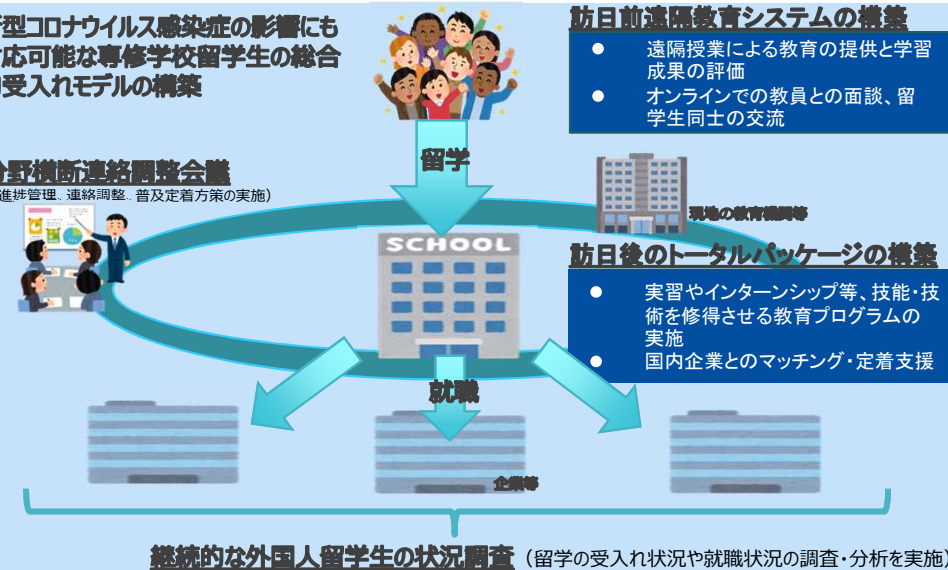 型コロナウイルス感染症の影響にも
応可能な専修学校留学生の総合
受入れモデルの構築
訪日前遠隔教育システムの構築
● 遠隔授業による教育の提供と学習
成果の評価
● オンラインでの教員との面談、留
学生同士の交流
留学
分野横断連絡調整会議
進捗管理、連絡調整、普及定着方策の実施)
現地の教育機関等
SCHOOL
訪日後のトータルパッケージの構築
● 実習やインターンシップ等、技能・技
術を修得させる教育プログラムの
実施
● 国内企業とのマッチング・定着支援
就職
企業等
継続的な外国人留学生の状況調査（留学の受入れ状況や就職状況の調査・分析を実施)